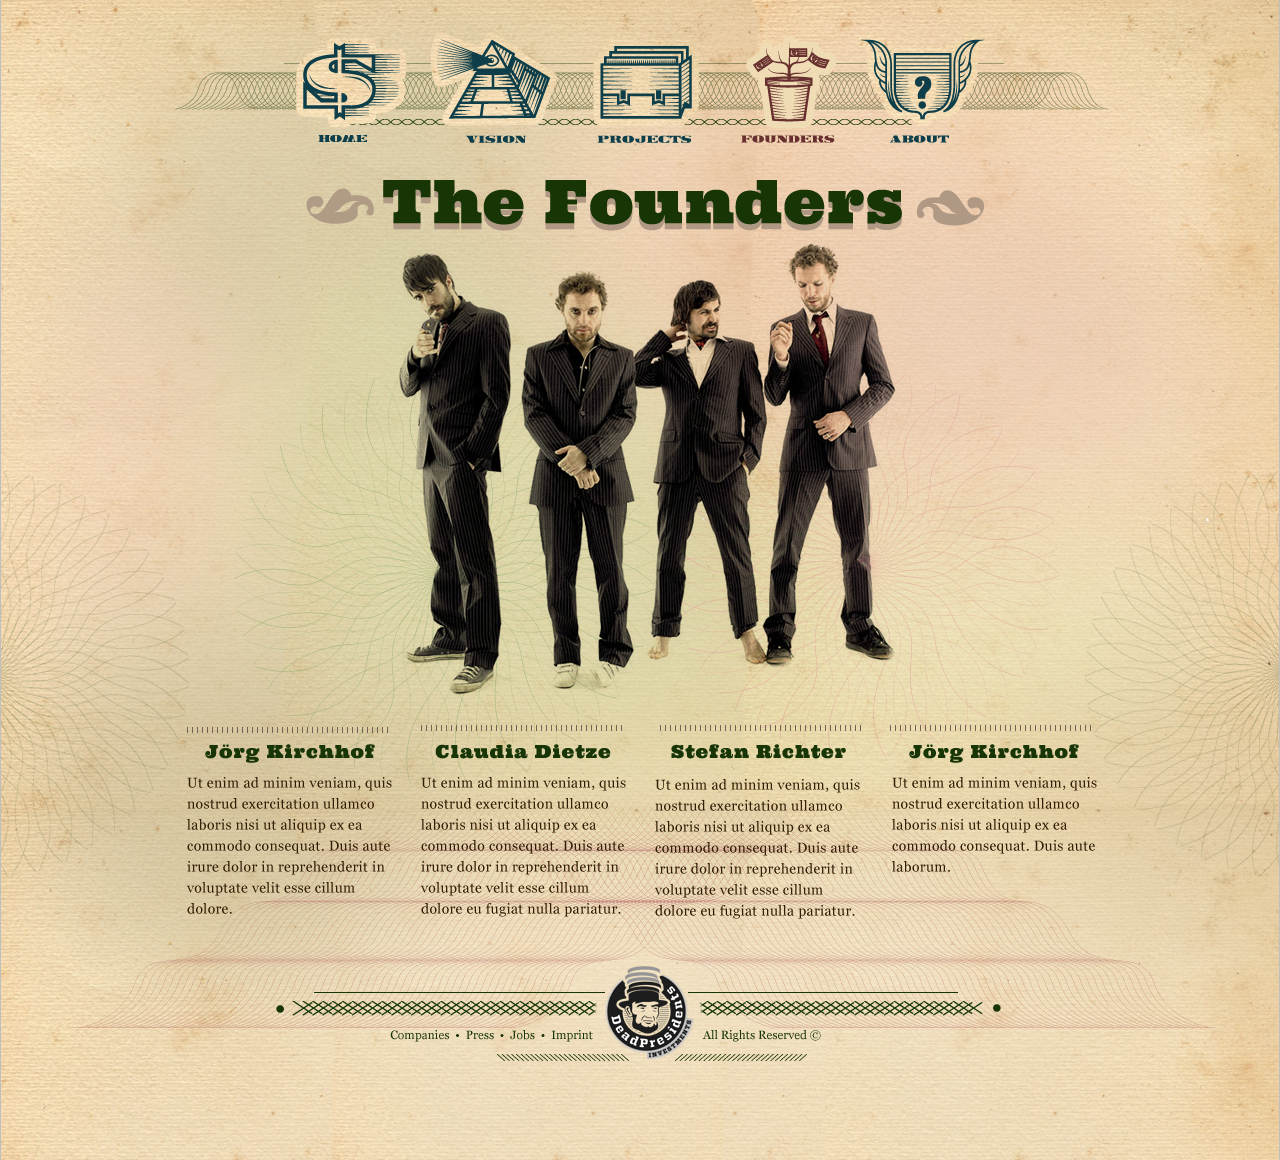 HOME
VISION
PROJECTS
FOUNDERS
?
ABOUT
The Founders
Jörg Kirchhof
Ut enim ad minim veniam, quis
nostrud exercitation ullamco
laboris nisi ut aliquip ex ea
commodo consequat. Duis aute
irure dolor in reprehenderit in
voluptate velit esse cillum
dolore.
Claudia Dietze
Ut enim ad minim veniam, quis
nostrud exercitation ullamco
laboris nisi ut aliquip ex ea
commodo consequat. Duis aute
irure dolor in reprehenderit in
voluptate velit esse cillum
dolore eu fugiat nulla pariatur.
Stefan Richter
Ut enim ad minim veniam, quis
nostrud exercitation ullamco
laboris nisi ut aliquip ex ea
commodo consequat. Duis aute
irure dolor in reprehenderit in
voluptate velit esse cillum
dolore eu fugiat nulla pariatur.
Jörg Kirchhof
Ut enim ad minim veniam, quis
nostrud exercitation ullamco
laboris nisi ut aliquip ex ea
commodo consequat. Duis aute
laborum.
Companies • Press • Jobs • Imprint
DeadPresidents
INVESTMENTS
All Rights Reserved ©